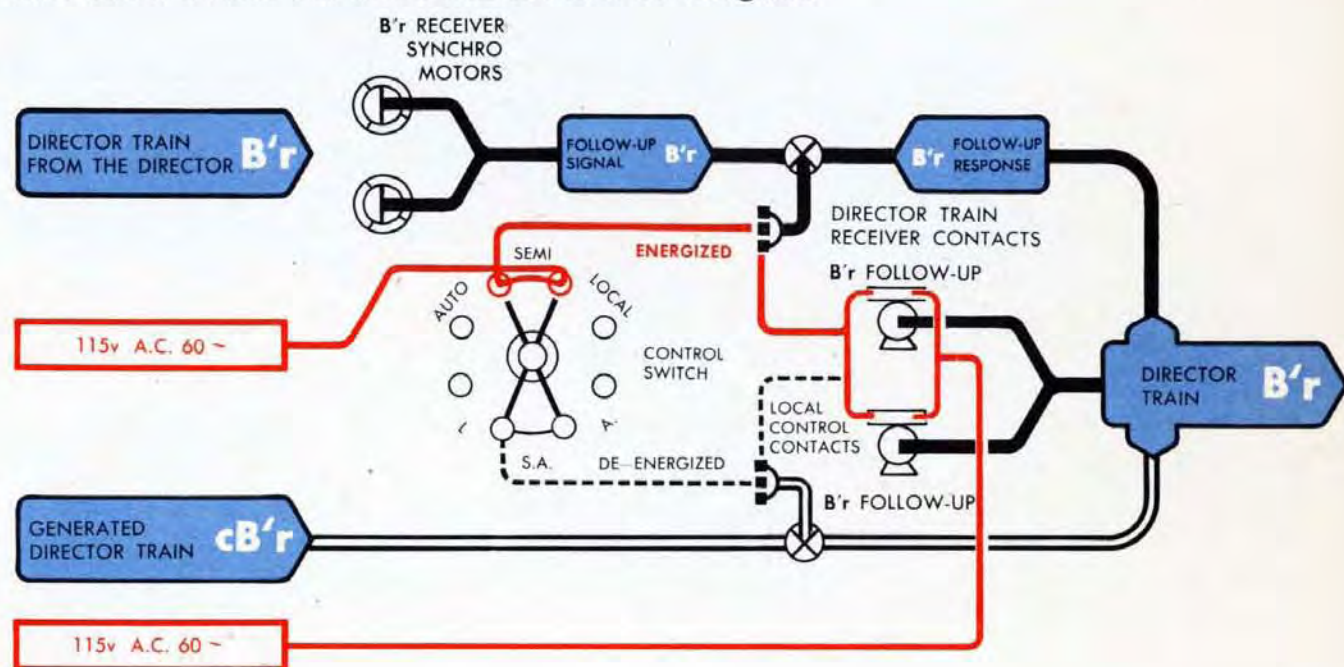 B'r RECEIVER
SYNCHRO
MOTORS
DIRECTOR TRAIN
FROM THE DIRECTOR B'r
FOLLOW-UP
SIGNAL B'r
B'r FOLLOW-UP
RESPONSE
DIRECTOR TRAIN
RECEIVER CONTACTS
ENERGIZED
SEMI
AUTO
LOCAL
B'r FOLLOW-UP
115v A.C. 60 ~
CONTROL
SWITCH
DIRECTOR
TRAIN B'r
LOCAL
CONTROL
CONTACTS
L
A.
S.A.
DE-ENERGIZED
B'r FOLLOW-UP
GENERATED
DIRECTOR TRAIN cB'r
115v A.C. 60 ~